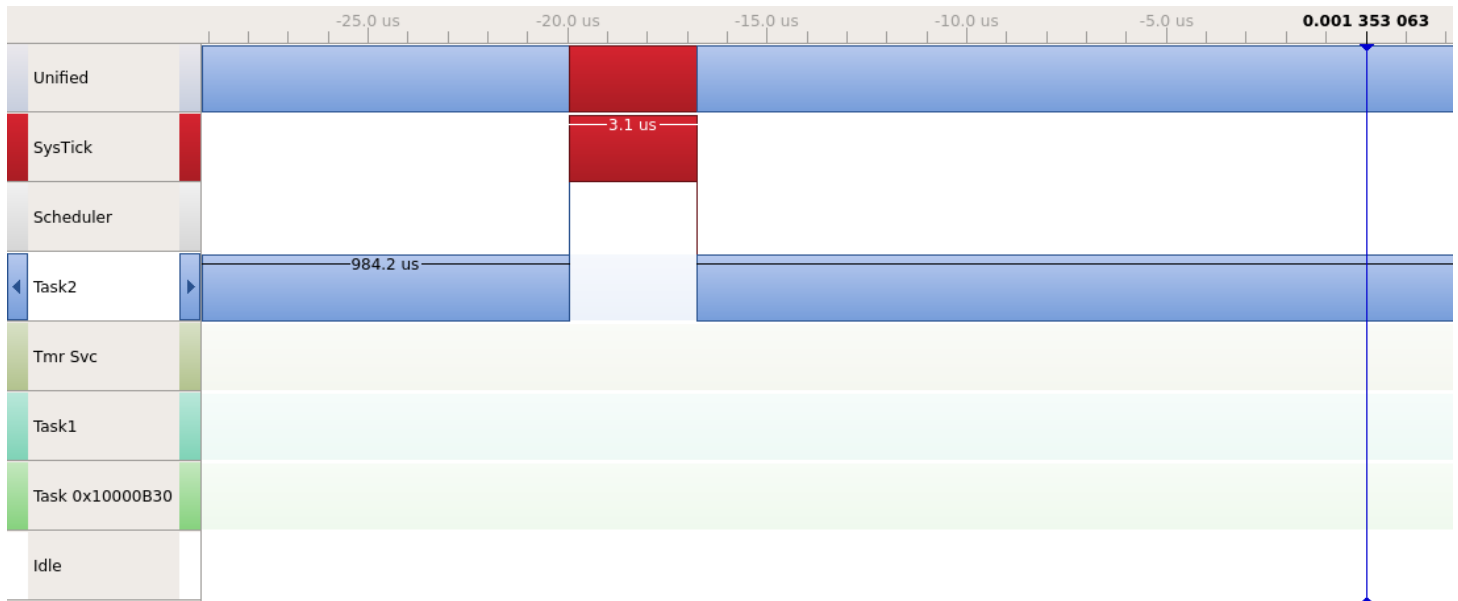 -25.0 us -20.0 us -15.0 us -10.0 us -5.0 us 0.001 353 063
Unified
3.1 us
SysTick
Scheduler
984.2 us
Task2
Tmr Svc
Task1
Task 0x10000B30
Idle